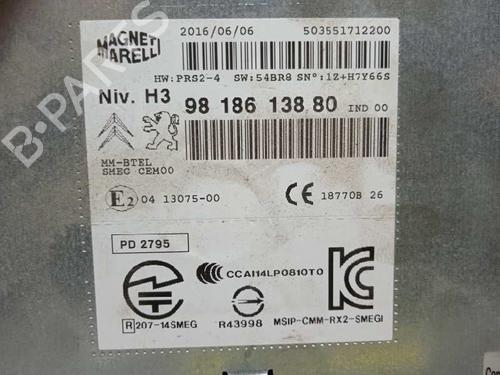 MAGNETI MARELLI
2016/06/06 503551712200
HW:PRS2-4 SW:54BR8 SN°:1Z+H7Y66S
Niv. H3 98 186 138 80 IND 00
MM-BTEL
SMEG CEM00
E2 04 13075-00 CE 18770B 26
PD 2795
CCAI14LP0810T0
R 207-14SMEG R43998 MSIP-CMM-RX2-SMEGI
B-PARTS